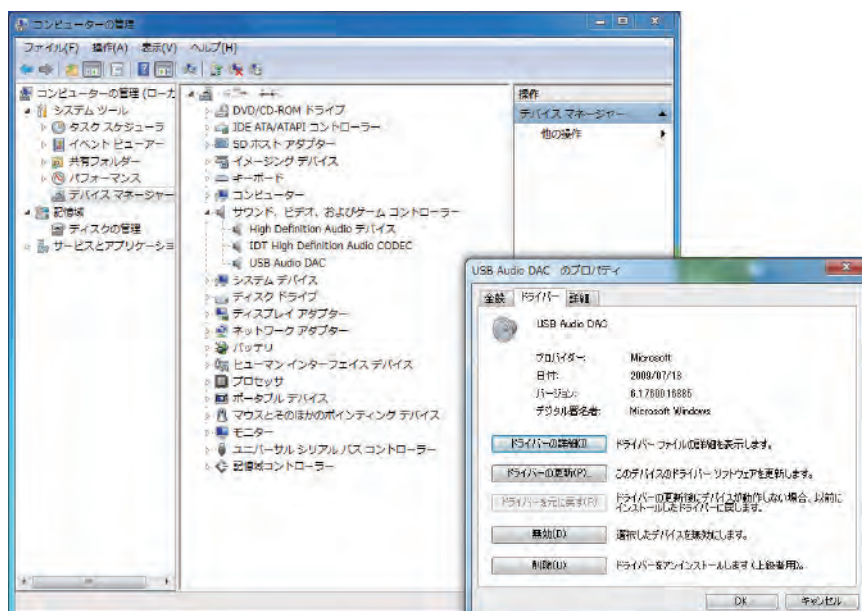 コンピューターの管理
ファイル(F) 操作(A) 表示(V) ヘルプ(H)
コンピューターの管理 (ローカ
システム ツール
タスク スケジューラ
イベント ビューアー
共有フォルダー
パフォーマンス
デバイス マネージャー
記憶域
ディスクの管理
サービスとアプリケーショ
DVD/CD-ROM ドライブ
IDE ATA/ATAPI コントローラー
SD ホスト アダプター
イメージング デバイス
キーボード
コンピューター
サウンド、ビデオ、およびゲーム コントローラー
High Definition Audio デバイス
IDT High Definition Audio CODEC
USB Audio DAC
システム デバイス
ディスク ドライブ
ディスプレイ アダプター
ネットワーク アダプター
バッテリ
ヒューマン インターフェイス デバイス
プロセッサ
ポータブル デバイス
マウスとそのほかのポインティング デバイス
モニター
ユニバーサル シリアル バス コントローラー
記憶域コントローラー
操作
デバイス マネージャー
他の操作
USB Audio DAC のプロパティ
全般 ドライバー 詳細
USB Audio DAC
プロバイダー: Microsoft
日付:
バージョン: 6.1.7600.16385
デジタル署名者: Microsoft Windows
ドライバーの詳細(I) ドライバー ファイルの詳細を表示します。
ドライバーの更新(P) このデバイスのドライバー ソフトウェアを更新します。
ドライバーを元に戻す(R) ドライバーの更新後にデバイスが動作しない場合、以前に
インストールしたドライバーに戻します。
無効(D) 選択したデバイスを無効にします。
削除(U) ドライバーをアンインストールします (上級者用)。
OK キャンセル